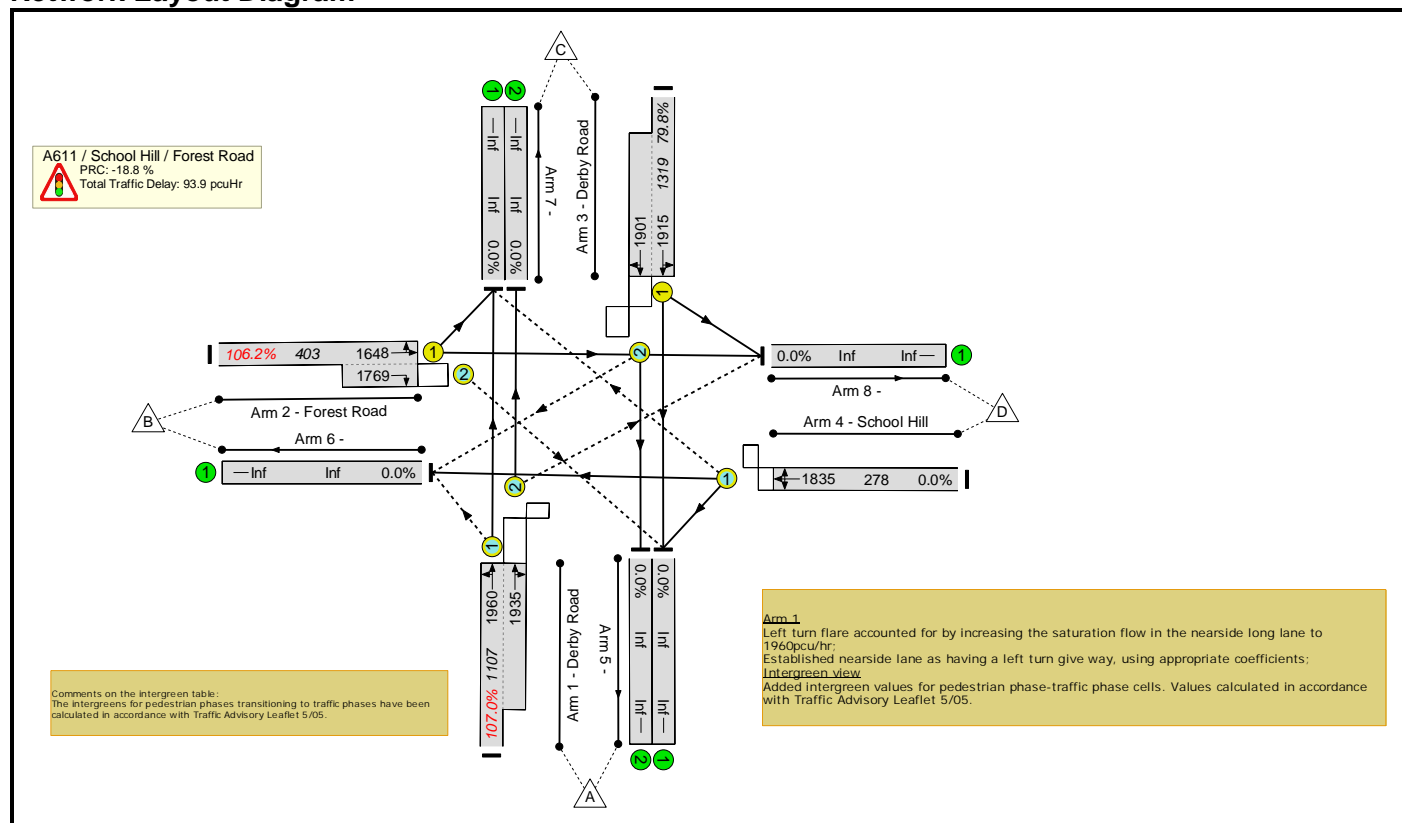 Network Layout Diagram
C
A611 / School Hill / Forest Road
PRC: -18.8 %
Total Traffic Delay: 93.9 pcuHr
1
2
—Inf Inf 0.0%
—Inf Inf 0.0%
Arm 7 -
Arm 3 - Derby Road
1901
1915 1319 79.8%
1
106.2% 403 1648
1769
1
2
2
0.0% Inf Inf—
1
Arm 2 - Forest Road
Arm 8 -
B
D
Arm 6 -
Arm 4 - School Hill
1
—Inf Inf 0.0%
2
1
1835 278 0.0%
1
107.0% 1107 1960
1935
Arm 1 - Derby Road
Arm 5 -
0.0% Inf Inf—
0.0% Inf Inf—
2
1
A
Arm 1
Left turn flare accounted for by increasing the saturation flow in the nearside long lane to
1960pcu/hr;
Established nearside lane as having a left turn give way, using appropriate coefficients;
Intergreen view
Added intergreen values for pedestrian phase-traffic phase cells. Values calculated in accordance
with Traffic Advisory Leaflet 5/05.
Comments on the intergreen table:
The intergreens for pedestrian phases transitioning to traffic phases have been
calculated in accordance with Traffic Advisory Leaflet 5/05.